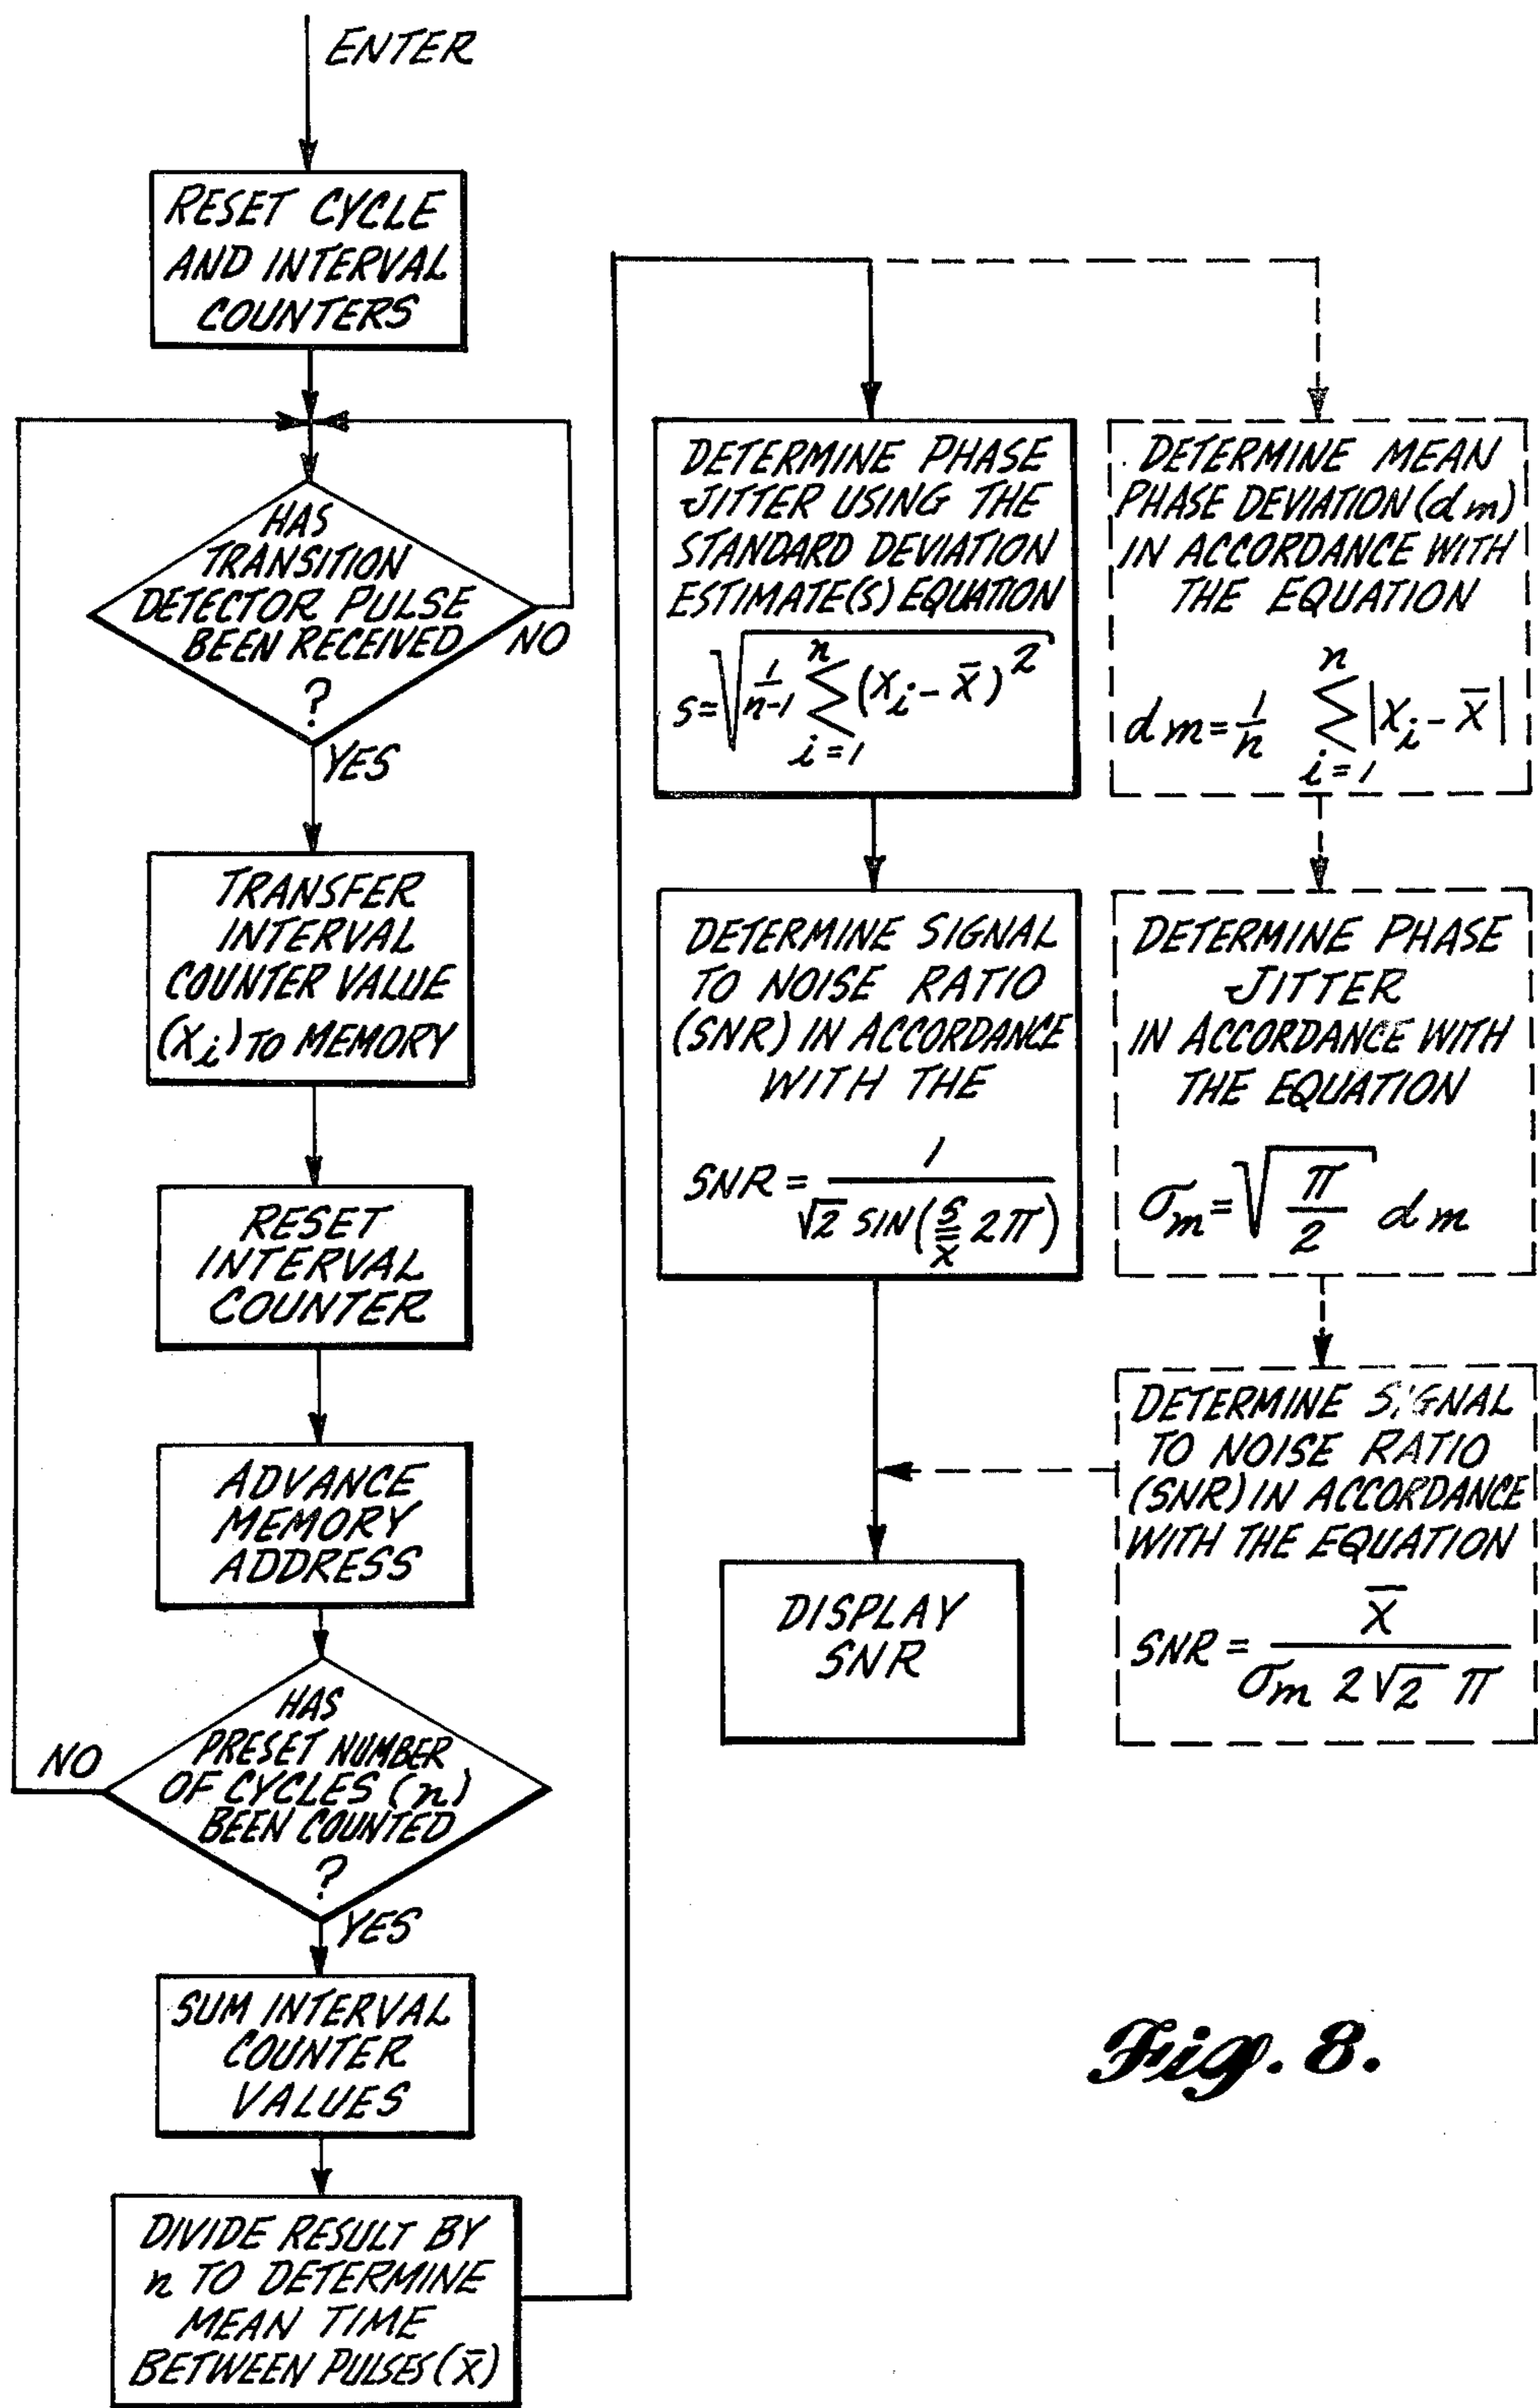 ENTER
RESET CYCLE
AND INTERVAL
COUNTERS
HAS
TRANSITION
DETECTOR PULSE
BEEN RECEIVED
?
NO
YES
TRANSFER
INTERVAL
COUNTER VALUE
(Xi) TO MEMORY
RESET
INTERVAL
COUNTER
ADVANCE
MEMORY
ADDRESS
HAS
PRESET NUMBER
OF CYCLES (n)
BEEN COUNTED
?
NO
YES
SUM INTERVAL
COUNTER
VALUES
DIVIDE RESULT BY
n TO DETERMINE
MEAN TIME
BETWEEN PULSES (x̄)
DETERMINE PHASE
JITTER USING THE
STANDARD DEVIATION
ESTIMATE(S) EQUATION
s=√(1/(n-1) ∑_{i=1}^{n} (Xi - x̄)²)
DETERMINE SIGNAL
TO NOISE RATIO
(SNR) IN ACCORDANCE
WITH THE
SNR = 1/(√2 SIN(s/x̄ 2π))
DISPLAY
SNR
DETERMINE MEAN
PHASE DEVIATION (dm)
IN ACCORDANCE WITH
THE EQUATION
dm = 1/n ∑_{i=1}^{n} |Xi - X̄|
DETERMINE PHASE
JITTER
IN ACCORDANCE WITH
THE EQUATION
σm = √(π/2) dm
DETERMINE SIGNAL
TO NOISE RATIO
(SNR) IN ACCORDANCE
WITH THE EQUATION
SNR = X̄/(σm 2√2 π)
Fig. 8.